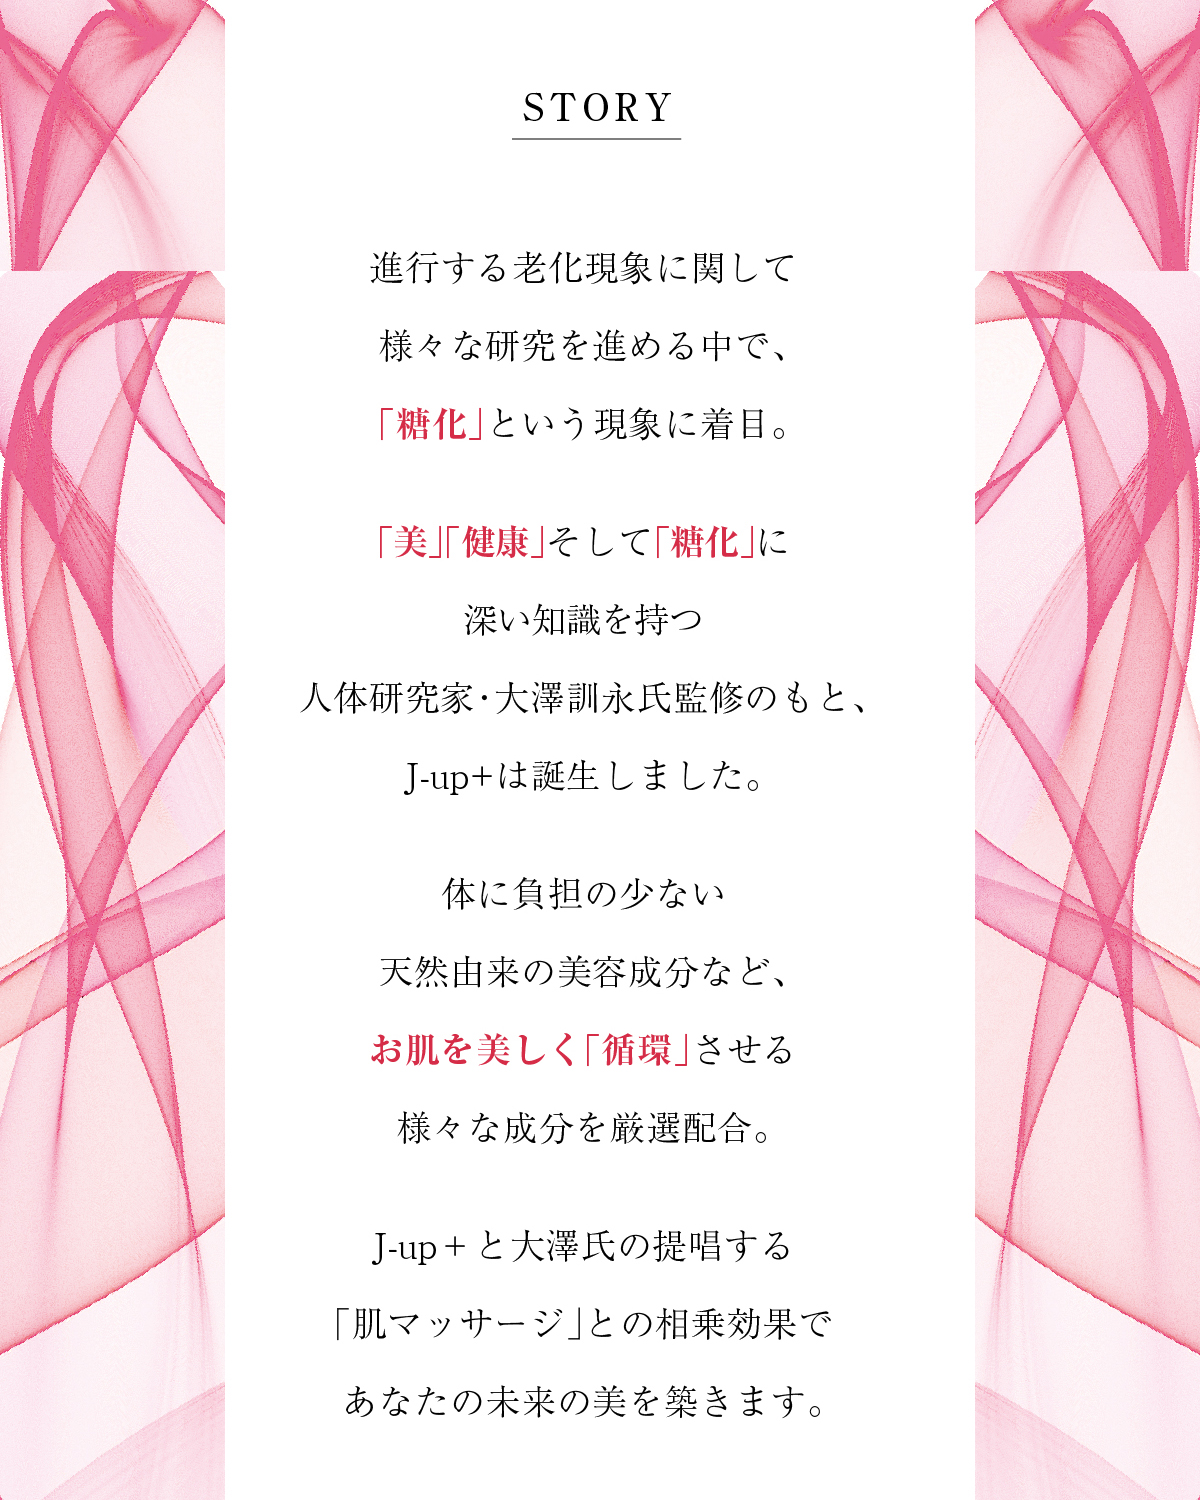 STORY
進行する老化現象に関して
様々な研究を進める中で、
「糖化」という現象に着目。
「美」「健康」そして「糖化」に
深い知識を持つ
人体研究家・大澤訓永氏監修のもと、
J-up+は誕生しました。
体に負担の少ない
天然由来の美容成分など、
お肌を美しく「循環」させる
様々な成分を厳選配合。
J-up＋と大澤氏の提唱する
「肌マッサージ」との相乗効果で
あなたの未来の美を築きます。